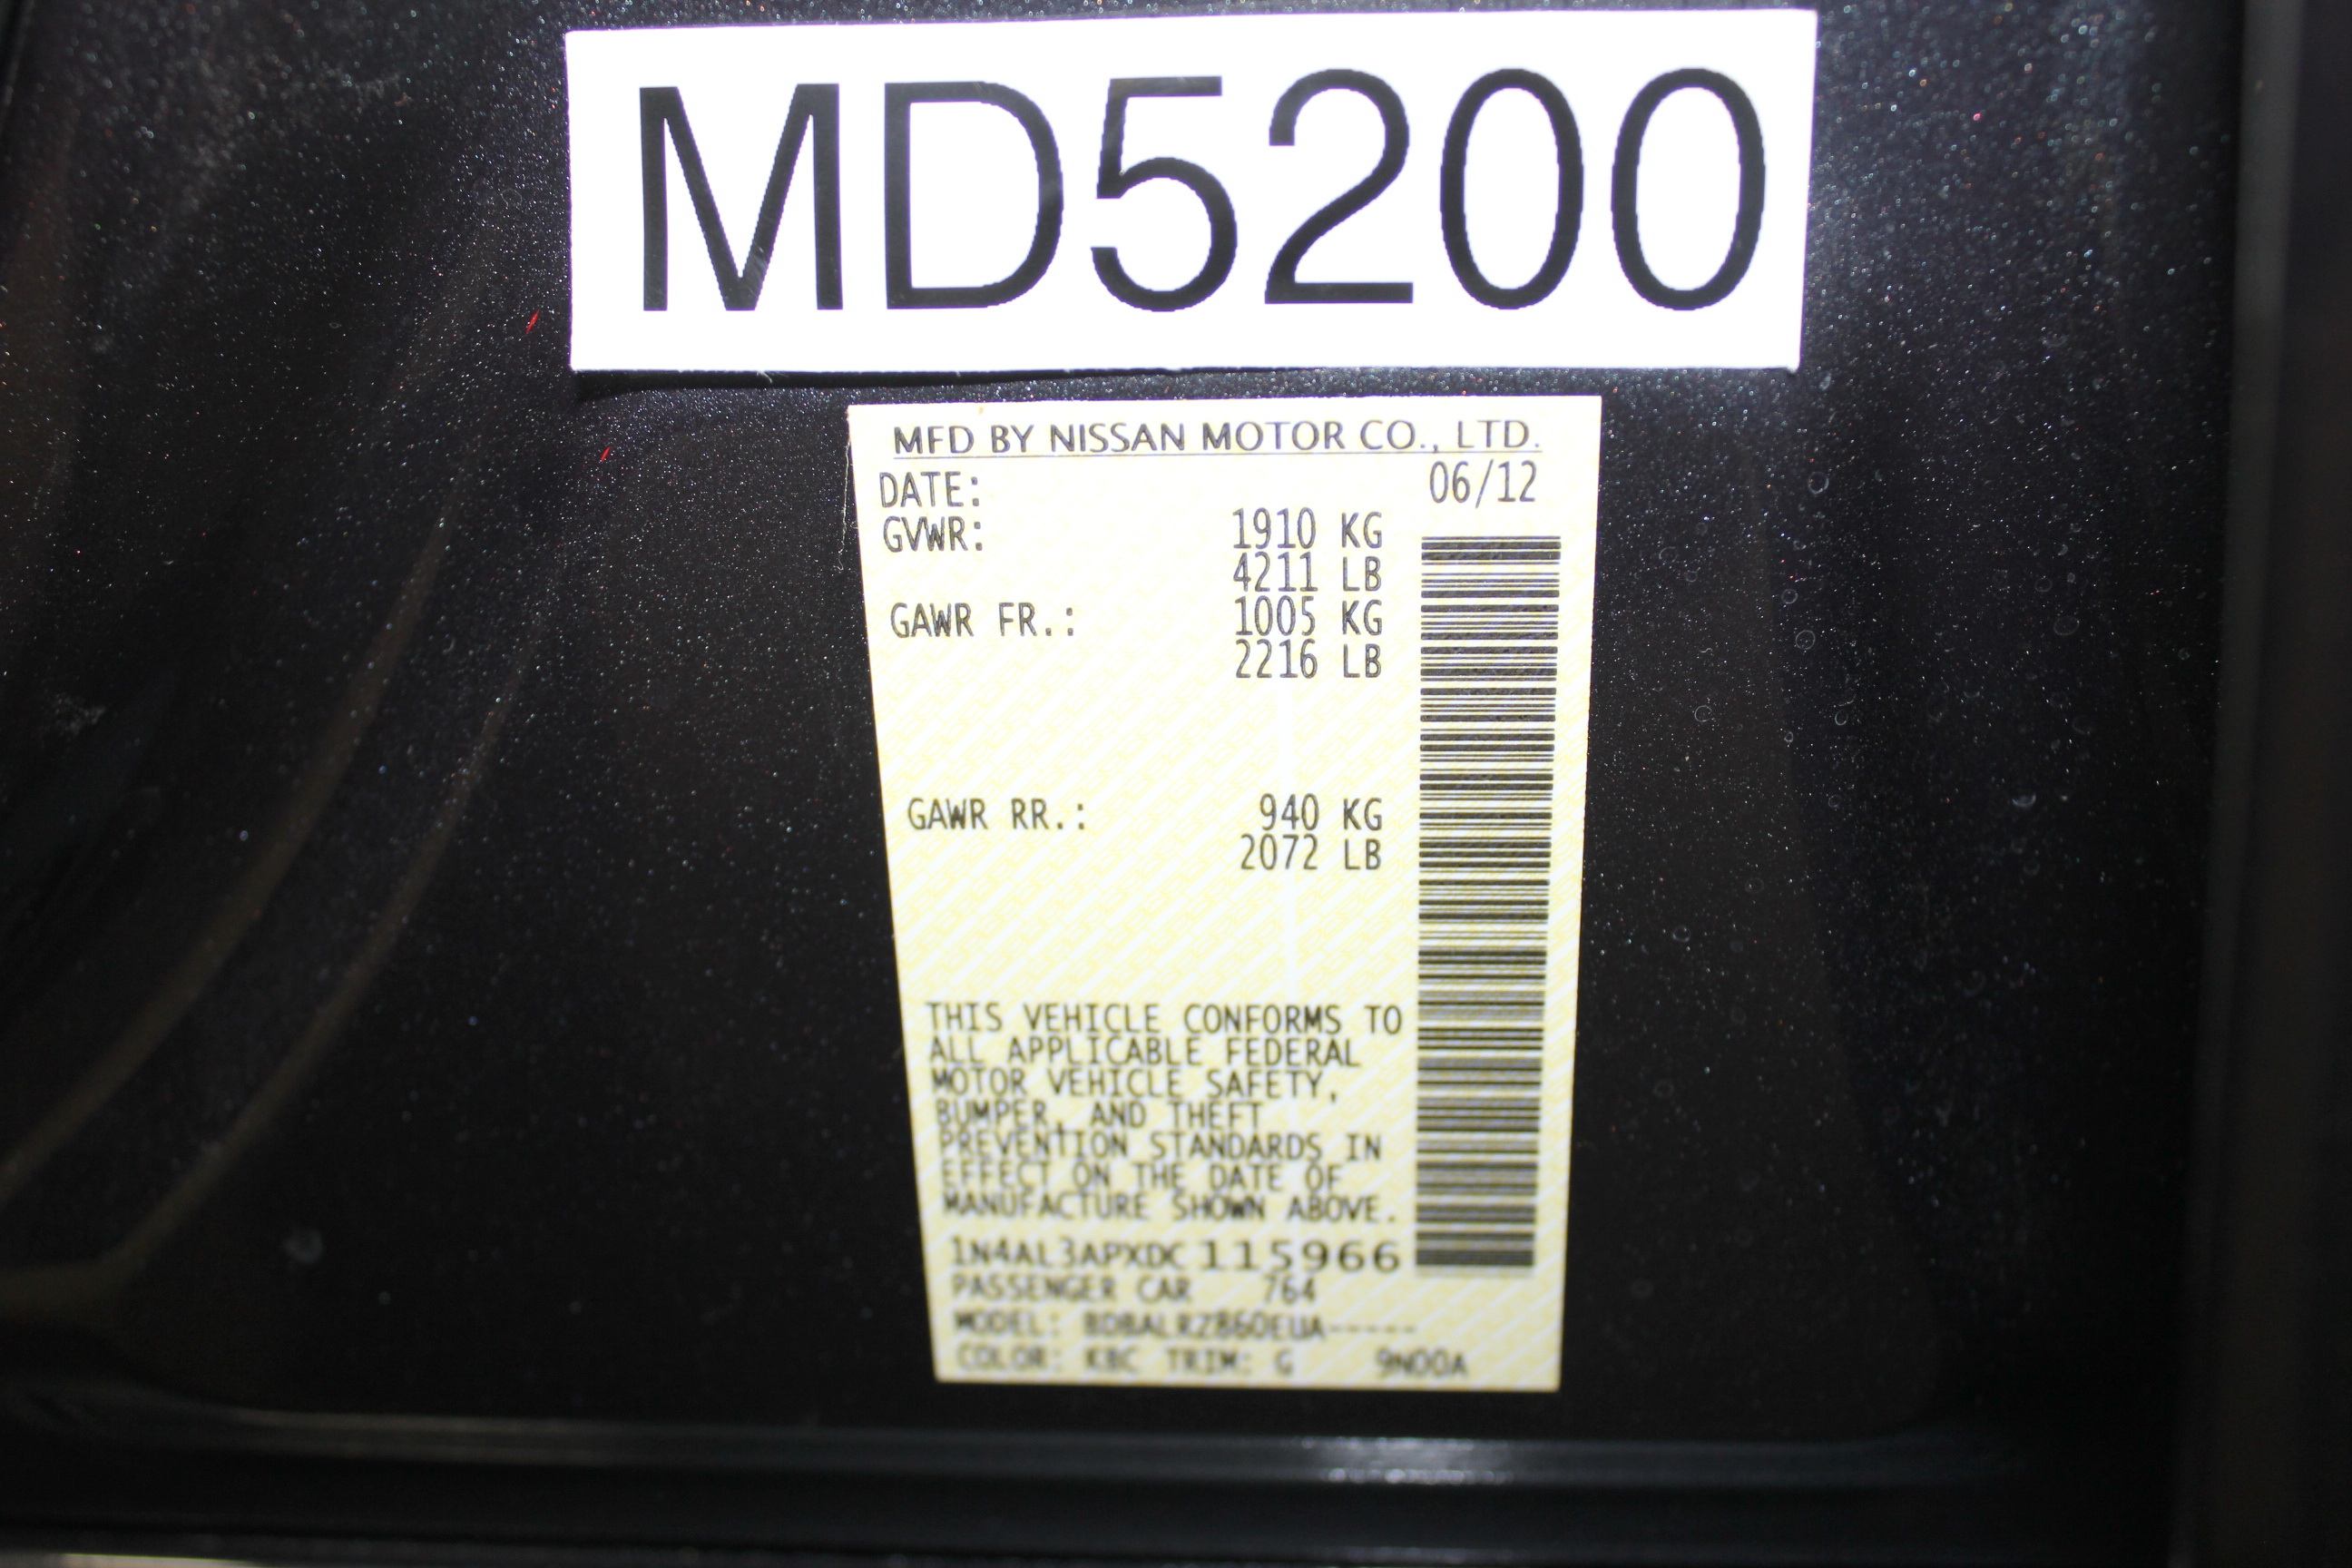 MD5200
MFD BY NISSAN MOTOR CO., LTD.
DATE: 06/12
GVWR: 1910 KG
4211 LB
GAWR FR.: 1005 KG
2216 LB
GAWR RR.: 940 KG
2072 LB
THIS VEHICLE CONFORMS TO
ALL APPLICABLE FEDERAL
MOTOR VEHICLE SAFETY,
BUMPER, AND THEFT
PREVENTION STANDARDS IN
EFFECT ON THE DATE OF
MANUFACTURE SHOWN ABOVE.
1N4AL3APXDC115966
PASSENGER CAR 764
MODEL:
COLOR: TRIM: G 9N00A